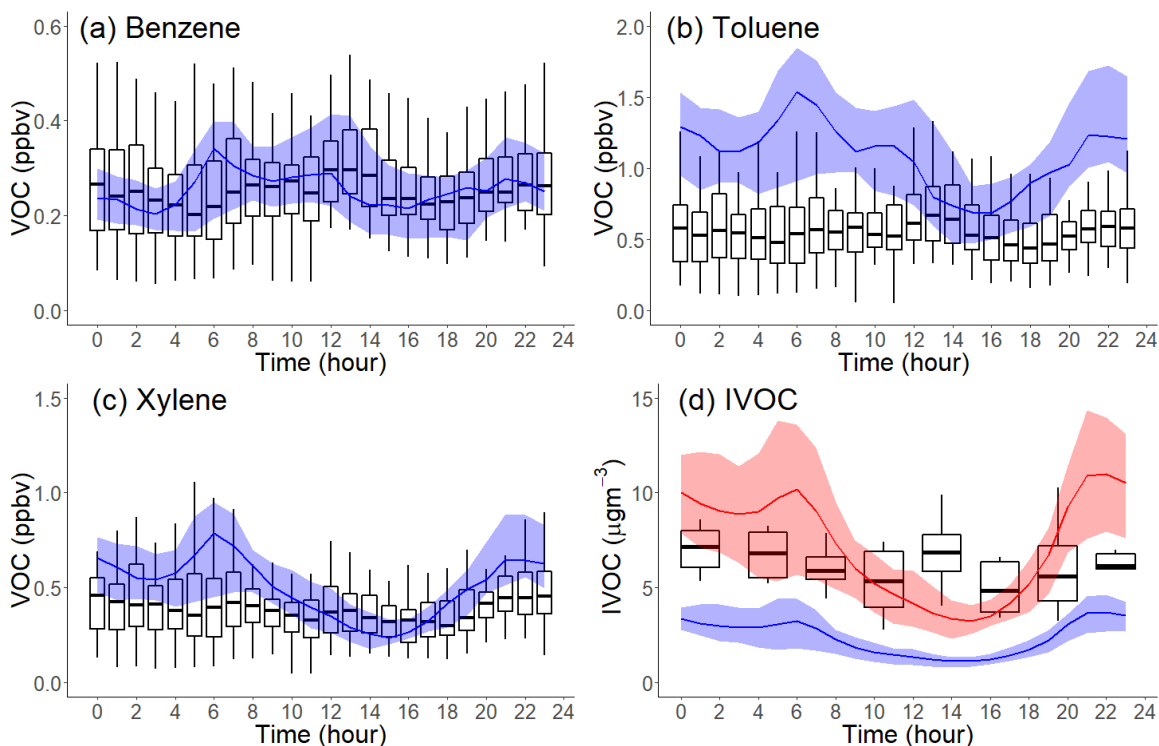 (a) Benzene
VOC (ppbv)
0.6
0.4
0.2
0.0
0 2 4 6 8 10 12 14 16 18 20 22 24
Time (hour)
(b) Toluene
VOC (ppbv)
2.0
1.5
1.0
0.5
0.0
0 2 4 6 8 10 12 14 16 18 20 22 24
Time (hour)
(c) Xylene
VOC (ppbv)
1.5
1.0
0.5
0.0
0 2 4 6 8 10 12 14 16 18 20 22 24
Time (hour)
(d) IVOC
IVOC (μgm⁻³)
15
10
5
0
0 2 4 6 8 10 12 14 16 18 20 22 24
Time (hour)